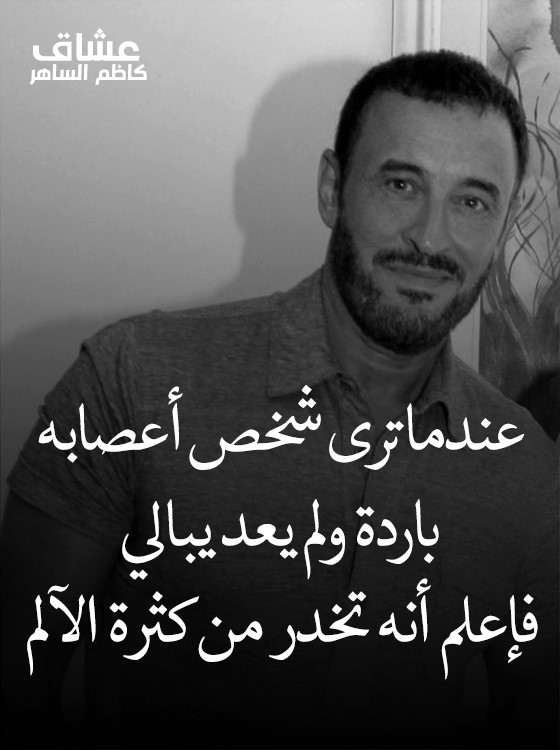 عشاق
كاظم الساهر
عندما ترى شخص أعصابه
باردة ولم يعد يبالي
فإعلم أنه تخدر من كثرة الآلم